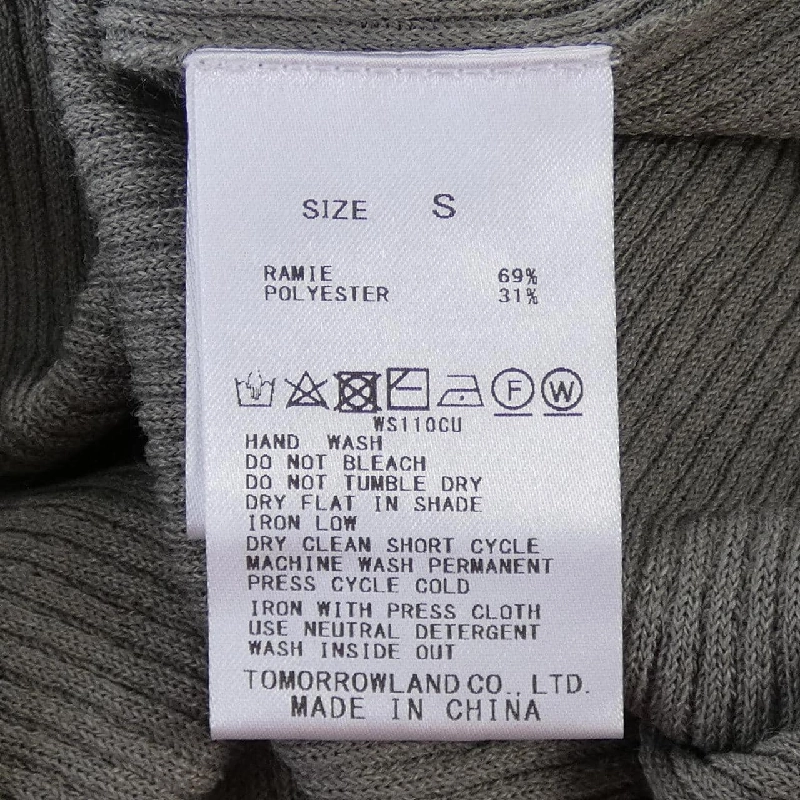 SIZE S
RAMIE 69%
POLYESTER 31%
F W
WS110CU
HAND WASH
DO NOT BLEACH
DO NOT TUMBLE DRY
DRY FLAT IN SHADE
IRON LOW
DRY CLEAN SHORT CYCLE
MACHINE WASH PERMANENT
PRESS CYCLE COLD
IRON WITH PRESS CLOTH
USE NEUTRAL DETERGENT
WASH INSIDE OUT
TOMORROWLAND CO., LTD.
MADE IN CHINA